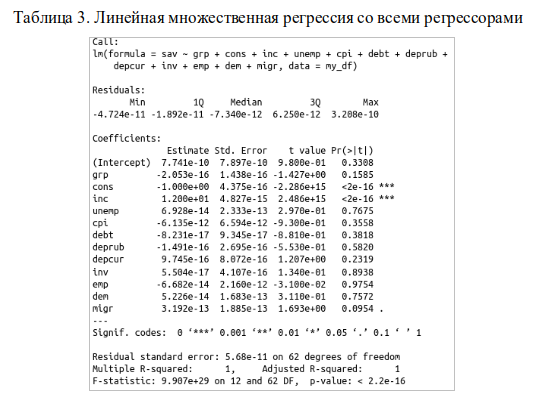 Таблица 3. Линейная множественная регрессия со всеми регрессорами
Call:
lm(formula = sav ~ grp + cons + inc + unemp + cpi + debt + deprub +
depcur + inv + emp + dem + migr, data = my_df)
Residuals:
Min 1Q Median 3Q Max
-4.724e-11 -1.892e-11 -7.340e-12 6.250e-12 3.208e-10
Coefficients:
Estimate Std. Error t value Pr(>|t|)
(Intercept) 7.741e-10 7.897e-10 9.800e-01 0.3308
grp -2.053e-16 1.438e-16 -1.427e+00 0.1585
cons -1.000e+00 4.375e-16 -2.286e+15 <2e-16 ***
inc 1.200e+01 4.827e-15 2.486e+15 <2e-16 ***
unemp 6.928e-14 2.333e-13 2.970e-01 0.7675
cpi -6.135e-12 6.594e-12 -9.300e-01 0.3558
debt -8.231e-17 9.345e-17 -8.810e-01 0.3818
deprub -1.491e-16 2.695e-16 -5.530e-01 0.5820
depcur 9.745e-16 8.072e-16 1.207e+00 0.2319
inv 5.504e-17 4.107e-16 1.340e-01 0.8938
emp -6.682e-14 2.160e-12 -3.100e-02 0.9754
dem 5.226e-14 1.683e-13 3.110e-01 0.7572
migr 3.192e-13 1.885e-13 1.693e+00 0.0954 .
---
Signif. codes: 0 ‘***’ 0.001 ‘**’ 0.01 ‘*’ 0.05 ‘.’ 0.1 ‘ ’ 1
Residual standard error: 5.68e-11 on 62 degrees of freedom
Multiple R-squared: 1, Adjusted R-squared: 1
F-statistic: 9.907e+29 on 12 and 62 DF, p-value: < 2.2e-16